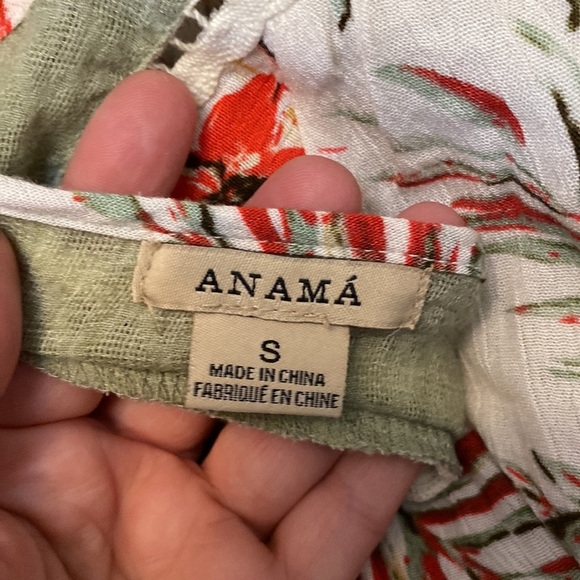 ANAMÁ
S
MADE IN CHINA
FABRIQUÉ EN CHINE